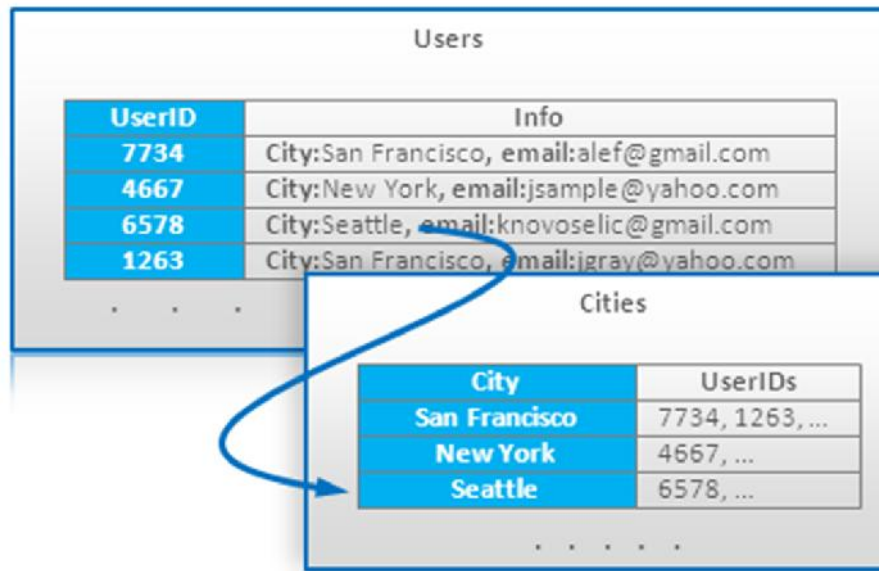 Users
UserID Info
7734 City:San Francisco, email:alef@gmail.com
4667 City:New York, email:jsample@yahoo.com
6578 City:Seattle, email:knovoselic@gmail.com
1263 City:San Francisco, email:jgray@yahoo.com
. . .
Cities
City UserIDs
San Francisco 7734, 1263, ...
New York 4667, ...
Seattle 6578, ...
. . . . .